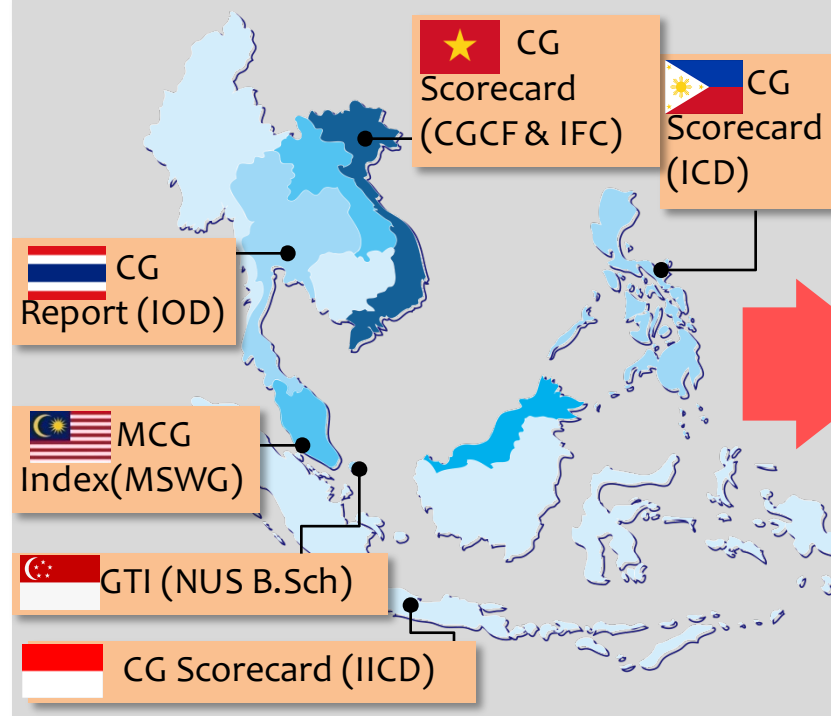 CG
Scorecard
(CGCF & IFC)
CG
Scorecard
(ICD)
CG
Report (IOD)
MCG
Index(MSWG)
GTI (NUS B.Sch)
CG Scorecard (IICD)